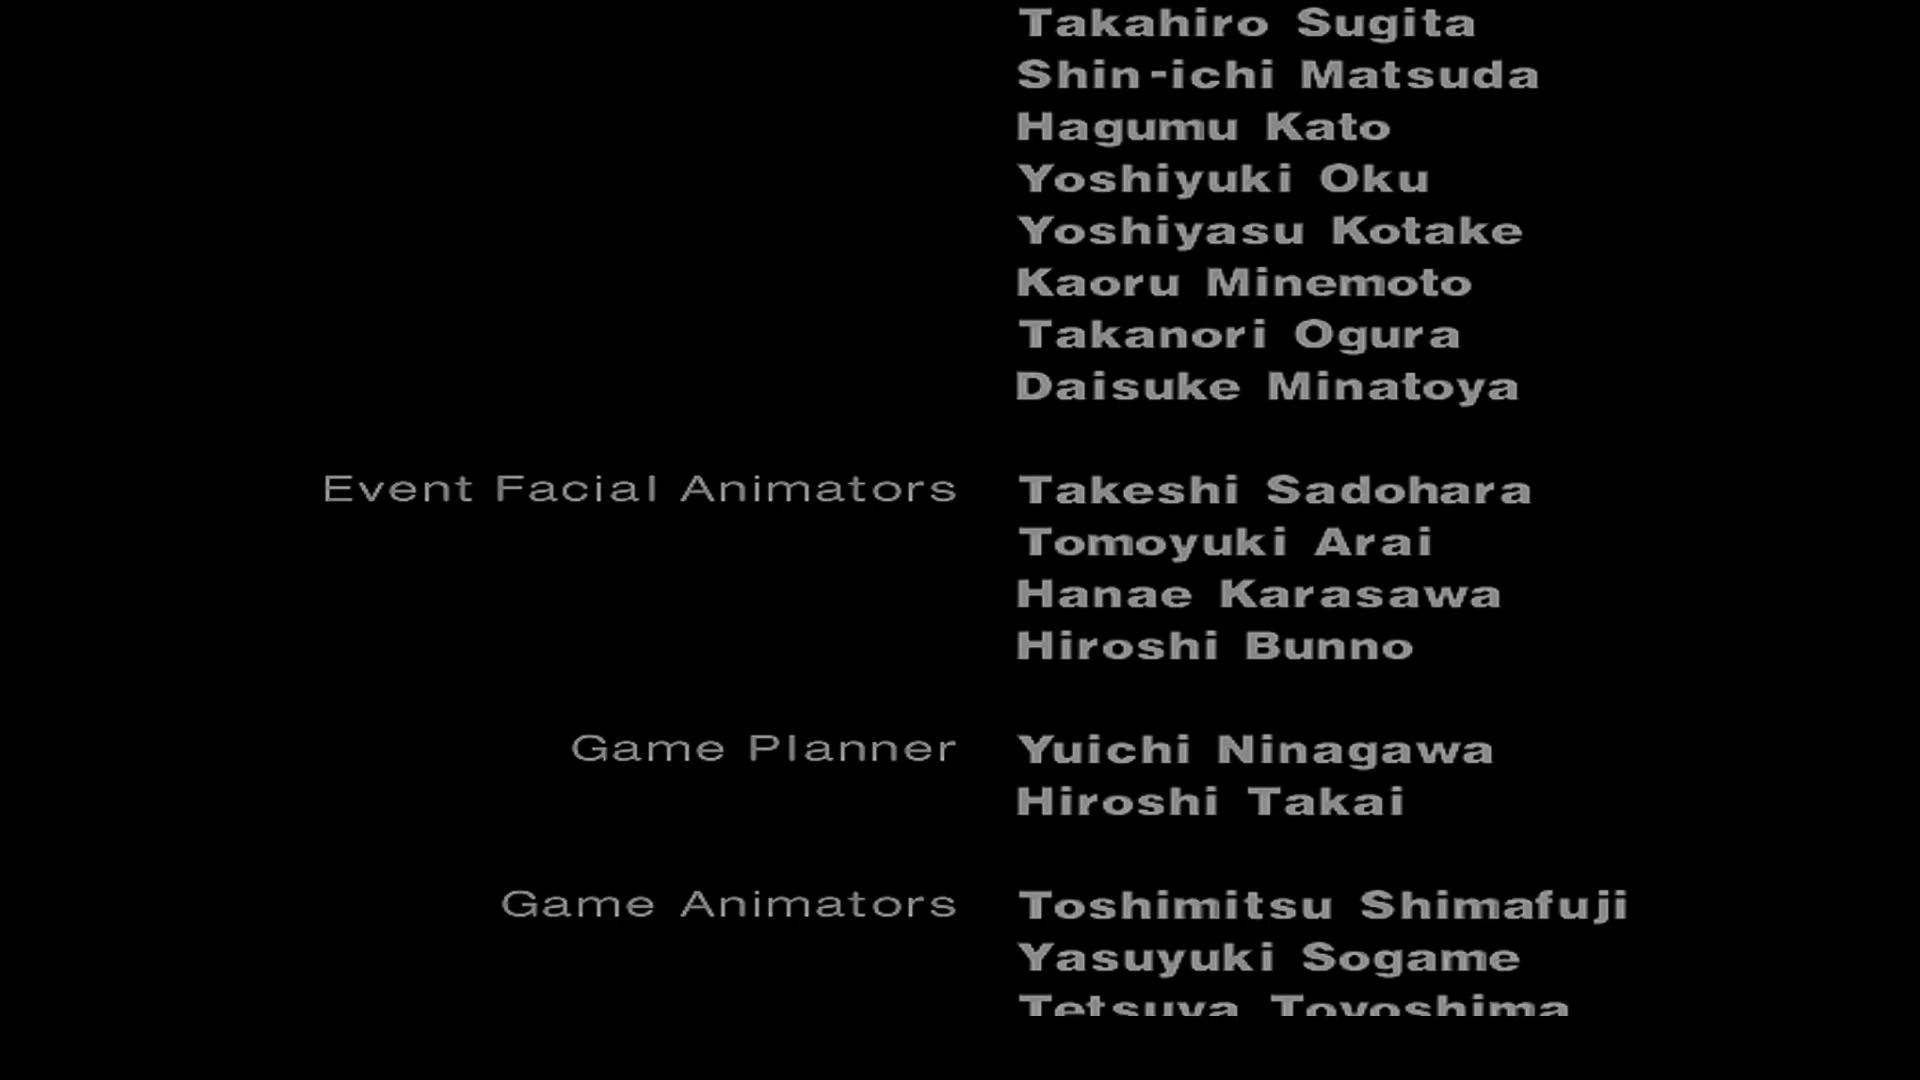 Takahiro Sugita
Shin-ichi Matsuda
Hagumu Kato
Yoshiyuki Oku
Yoshiyasu Kotake
Kaoru Minemoto
Takanori Ogura
Daisuke Minatoya
Event Facial Animators Takeshi Sadohara
Tomoyuki Arai
Hanae Karasawa
Hiroshi Bunno
Game Planner Yuichi Ninagawa
Hiroshi Takai
Game Animators Toshimitsu Shimafuji
Yasuyuki Sogame
Tetsuya Toyoshima